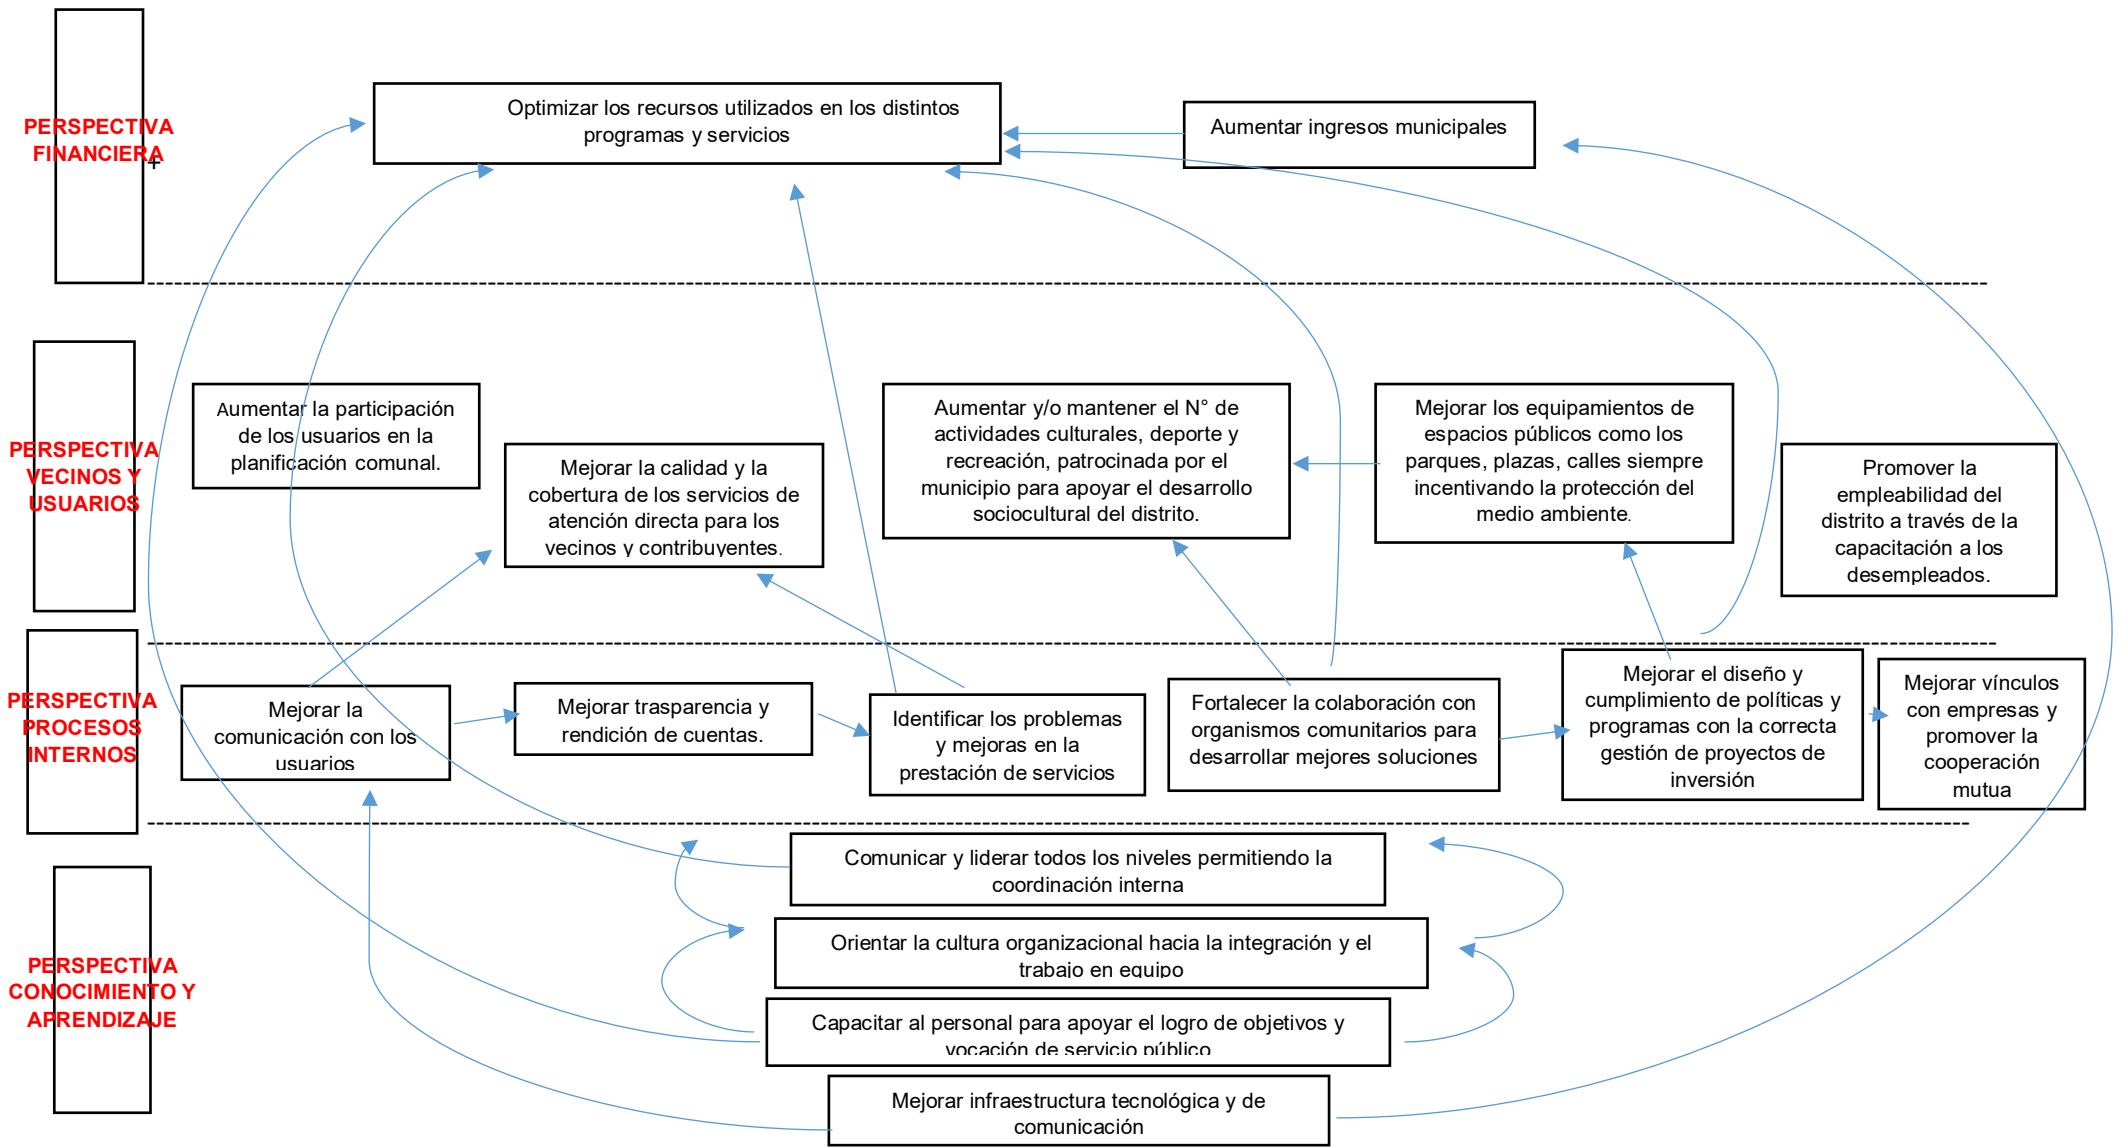 PERSPECTIVA
FINANCIERA
+
Optimizar los recursos utilizados en los distintos
programas y servicios
Aumentar ingresos municipales
PERSPECTIVA
VECINOS Y
USUARIOS
Aumentar la participación
de los usuarios en la
planificación comunal.
Mejorar la calidad y la
cobertura de los servicios de
atención directa para los
vecinos y contribuyentes.
Aumentar y/o mantener el N° de
actividades culturales, deporte y
recreación, patrocinada por el
municipio para apoyar el desarrollo
sociocultural del distrito.
Mejorar los equipamientos de
espacios públicos como los
parques, plazas, calles siempre
incentivando la protección del
medio ambiente.
Promover la
empleabilidad del
distrito a través de la
capacitación a los
desempleados.
PERSPECTIVA
PROCESOS
INTERNOS
Mejorar la
comunicación con los
usuarios
Mejorar trasparencia y
rendición de cuentas.
Identificar los problemas
y mejoras en la
prestación de servicios
Fortalecer la colaboración con
organismos comunitarios para
desarrollar mejores soluciones
Mejorar el diseño y
cumplimiento de políticas y
programas con la correcta
gestión de proyectos de
inversión
Mejorar vínculos
con empresas y
promover la
cooperación
mutua
PERSPECTIVA
CONOCIMIENTO Y
APRENDIZAJE
Comunicar y liderar todos los niveles permitiendo la
coordinación interna
Orientar la cultura organizacional hacia la integración y el
trabajo en equipo
Capacitar al personal para apoyar el logro de objetivos y
vocación de servicio público
Mejorar infraestructura tecnológica y de
comunicación